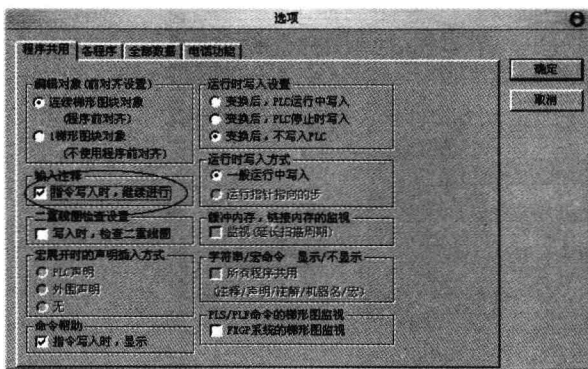 选项
程序共用 各程序 全部数量 电话功能
确定
取消
编辑对象(前对齐设置)
连续梯形图块对象
(程序前对齐)
1梯形图块对象
(不使用程序前对齐)
输入注释
指令写入时，继续进行
二重线图检查设置
写入时，检查二重线图
宏展开时的声明插入方式
PLC声明
外围声明
无
命令帮助
指令写入时，显示
运行时写入设置
变换后，PLC运行中写入
变换后，PLC停止时写入
变换后，不写入PLC
运行时写入方式
一般运行中写入
运行指针指向的步
缓冲内存，链接内存的监视
监视(延长扫描周期)
字符串/宏命令 显示/不显示
所有程序共用
(注释/声明/注解/机器名/宏)
PLS/PLF命令的梯形图监视
FXGP系统的梯形图监视